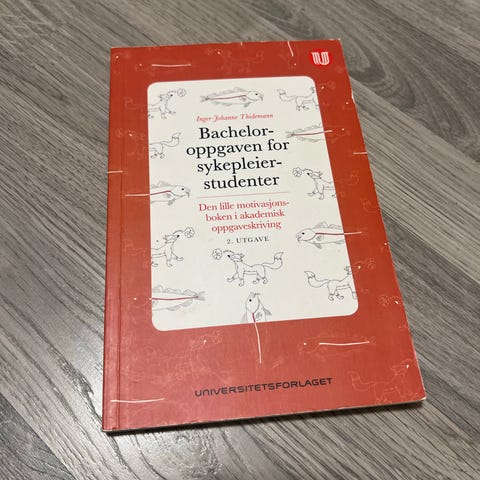 U
Inger-Johanne Thidemann
Bachelor-
oppgaven for
sykepleier-
studenter
Den lille motivasjons-
boken i akademisk
oppgaveskriving
2. UTGAVE
UNIVERSITETSFORLAGET